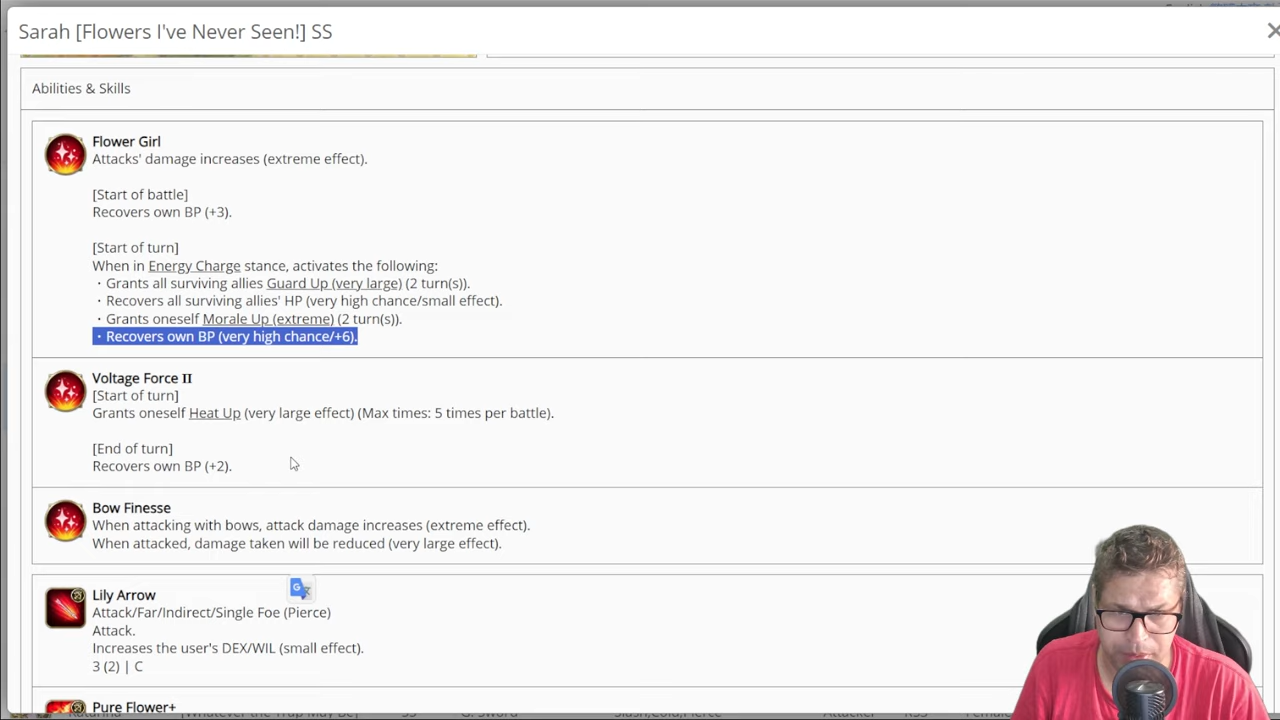 Sarah [Flowers I've Never Seen!] SS
Abilities & Skills
Flower Girl
Attacks' damage increases (extreme effect).
[Start of battle]
Recovers own BP (+3).
[Start of turn]
When in Energy Charge stance, activates the following:
・Grants all surviving allies Guard Up (very large) (2 turn(s)).
・Recovers all surviving allies' HP (very high chance/small effect).
・Grants oneself Morale Up (extreme) (2 turn(s)).
・Recovers own BP (very high chance/+6).
Voltage Force II
[Start of turn]
Grants oneself Heat Up (very large effect) (Max times: 5 times per battle).
[End of turn]
Recovers own BP (+2).
Bow Finesse
When attacking with bows, attack damage increases (extreme effect).
When attacked, damage taken will be reduced (very large effect).
Lily Arrow
Attack/Far/Indirect/Single Foe (Pierce)
Attack.
Increases the user's DEX/WIL (small effect).
3 (2) | C
Pure Flower+